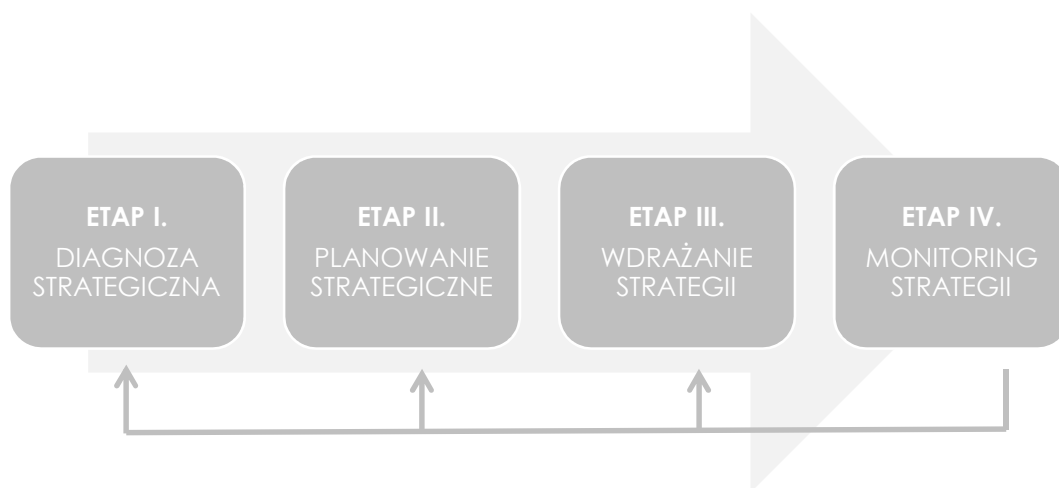 ETAP I.
DIAGNOZA
STRATEGICZNA
ETAP II.
PLANOWANIE
STRATEGICZNE
ETAP III.
WDRAŻANIE
STRATEGII
ETAP IV.
MONITORING
STRATEGII